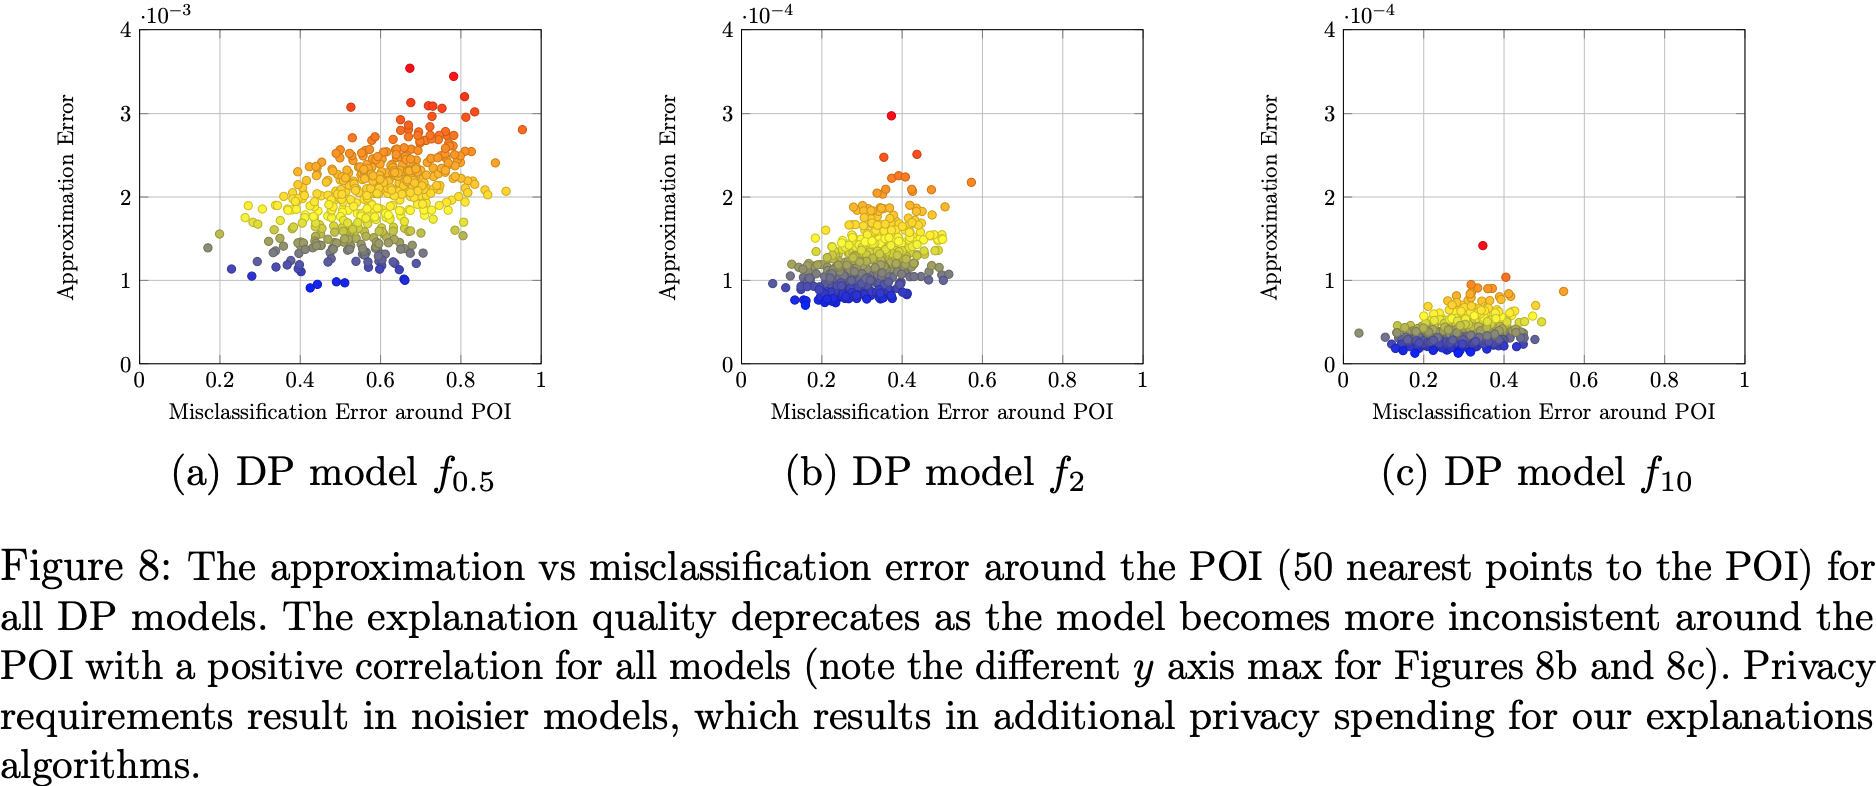 ·10⁻³
4
3
2
1
0
0
0.2
0.4
0.6
0.8
1
Approximation Error
Misclassification Error around POI
(a) DP model f₀.₅
·10⁻⁴
4
3
2
1
0
0
0.2
0.4
0.6
0.8
1
Approximation Error
Misclassification Error around POI
(b) DP model f₂
·10⁻⁴
4
3
2
1
0
0
0.2
0.4
0.6
0.8
1
Approximation Error
Misclassification Error around POI
(c) DP model f₁₀
Figure 8: The approximation vs misclassification error around the POI (50 nearest points to the POI) for
all DP models. The explanation quality deprecates as the model becomes more inconsistent around the
POI with a positive correlation for all models (note the different y axis max for Figures 8b and 8c). Privacy
requirements result in noisier models, which results in additional privacy spending for our explanations
algorithms.